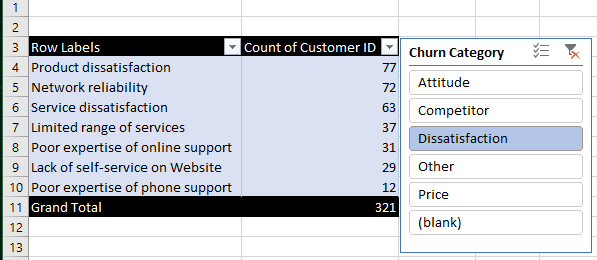 1
2
3 Row Labels Count of Customer ID Churn Category
4 Product dissatisfaction 77
5 Network reliability 72 Attitude
6 Service dissatisfaction 63 Competitor
7 Limited range of services 37 Dissatisfaction
8 Poor expertise of online support 31 Other
9 Lack of self-service on Website 29
10 Poor expertise of phone support 12 Price
11 Grand Total 321 (blank)
12
13